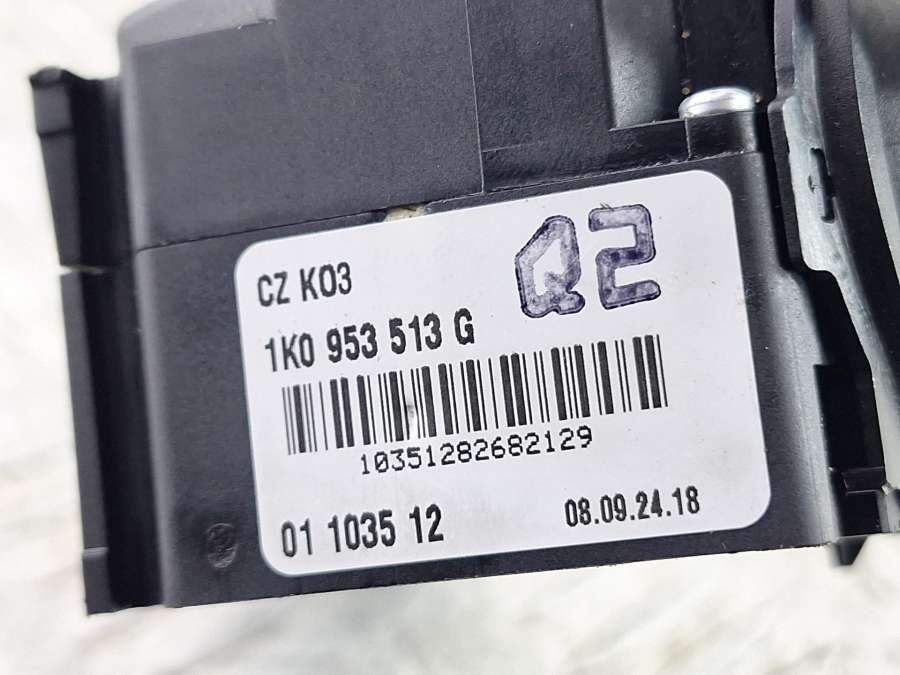 Q2
CZ K03
1K0 953 513 G
10351282682129
01 1035 12
08.09.24.18